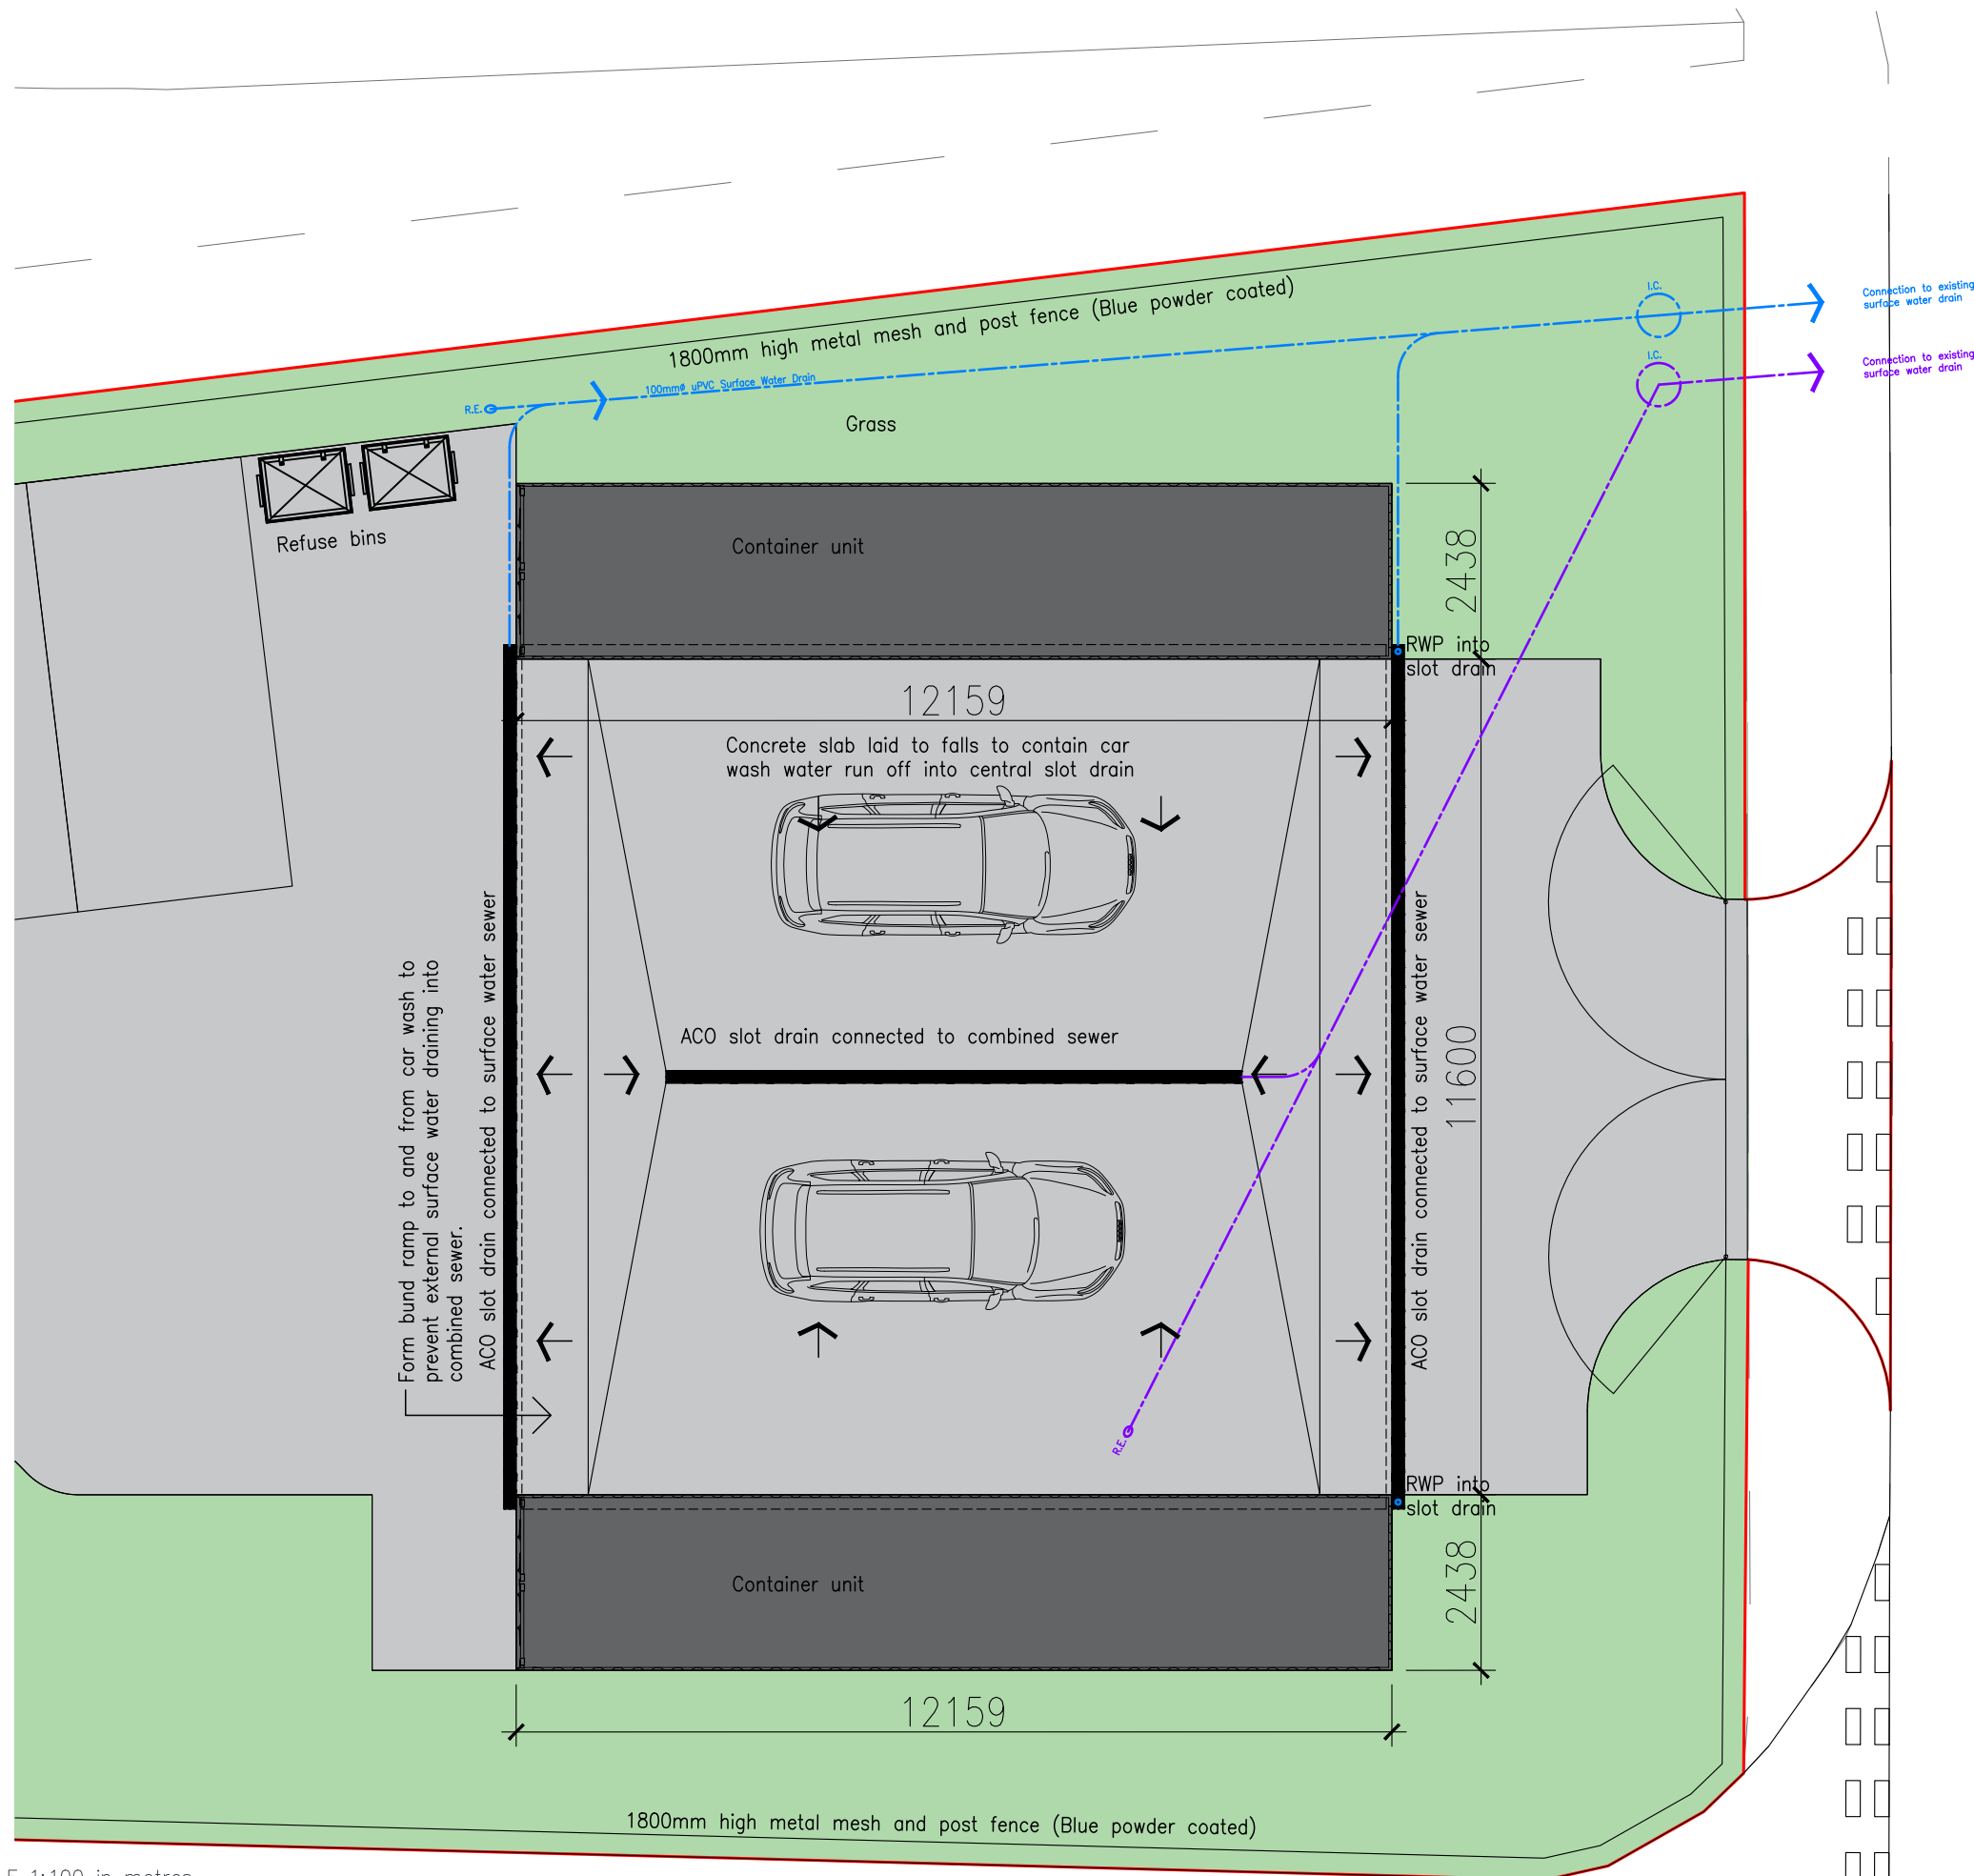 1800mm high metal mesh and post fence (Blue powder coated)
I.C.
Connection to existing
surface water drain
I.C.
Connection to existing
surface water drain
R.E.
100mmø uPVC Surface Water Drain
Grass
Refuse bins
Container unit
2438
RWP into
slot drain
12159
Concrete slab laid to falls to contain car
wash water run off into central slot drain
Form bund ramp to and from car wash to
prevent external surface water draining into
combined sewer.
ACO slot drain connected to surface water sewer
ACO slot drain connected to combined sewer
ACO slot drain connected to surface water sewer
11600
R.E.
RWP into
slot drain
Container unit
2438
12159
1800mm high metal mesh and post fence (Blue powder coated)
1:100 in metres